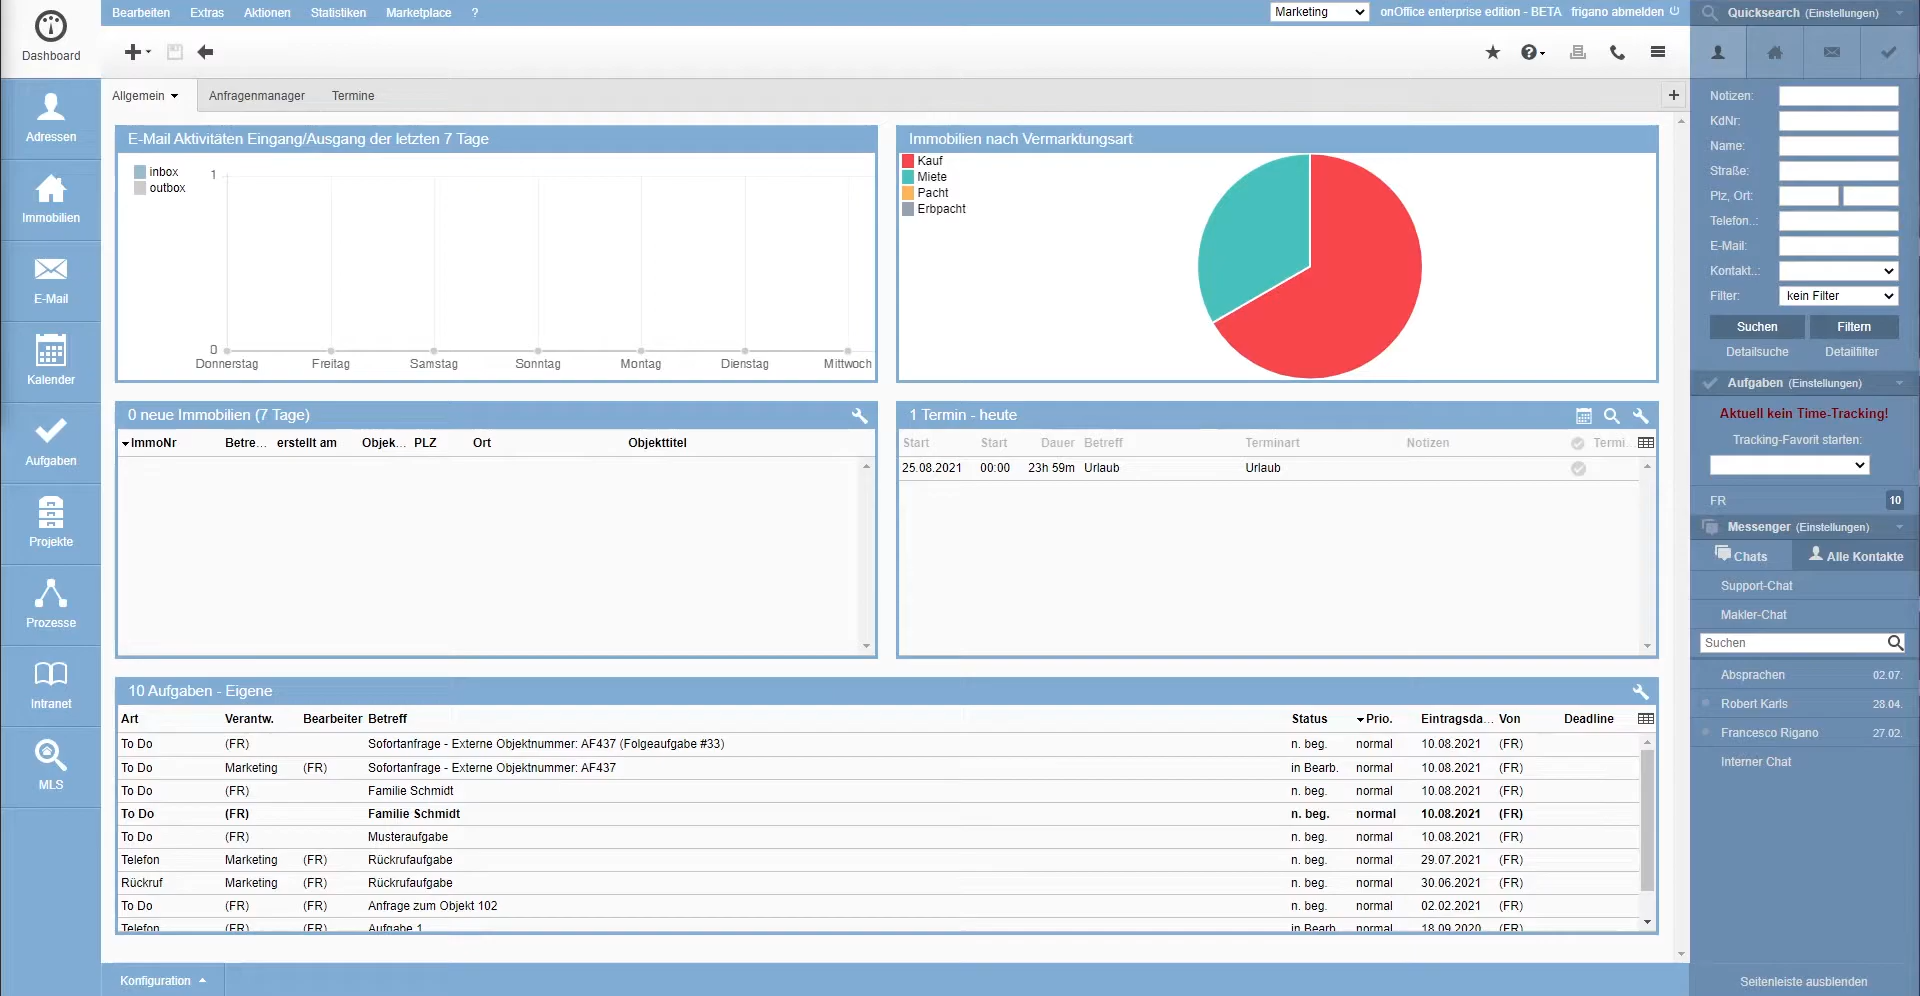 Dashboard
Adressen
Immobilien
E-Mail
Kalender
Aufgaben
Projekte
Prozesse
Intranet
MLS
Bearbeiten Extras Aktionen Statistiken Marketplace ?
Marketing onOffice enterprise edition - BETA frigano abmelden
Allgemein Anfragenmanager Termine
E-Mail Aktivitäten Eingang/Ausgang der letzten 7 Tage
inbox
outbox
1
0
Donnerstag Freitag Samstag Sonntag Montag Dienstag Mittwoch
Immobilien nach Vermarktungsart
Kauf
Miete
Pacht
Erbpacht
0 neue Immobilien (7 Tage)
ImmoNr Betre... erstellt am Objek... PLZ Ort Objekttitel
1 Termin - heute
Start Start Dauer Betreff Terminart Notizen Termi...
25.08.2021 00:00 23h 59m Urlaub Urlaub
10 Aufgaben - Eigene
Art Verantw. Bearbeiter Betreff Status Prio. Eintragsda... Von Deadline
To Do (FR) Sofortanfrage - Externe Objektnummer: AF437 (Folgeaufgabe #33) n. beg. normal 10.08.2021 (FR)
To Do Marketing (FR) Sofortanfrage - Externe Objektnummer: AF437 in Bearb. normal 10.08.2021 (FR)
To Do (FR) Familie Schmidt n. beg. normal 10.08.2021 (FR)
To Do (FR) Familie Schmidt n. beg. normal 10.08.2021 (FR)
To Do (FR) Musteraufgabe n. beg. normal 10.08.2021 (FR)
Telefon Marketing (FR) Rückrufaufgabe n. beg. normal 29.07.2021 (FR)
Rückruf Marketing (FR) Rückrufaufgabe n. beg. normal 30.06.2021 (FR)
To Do (FR) (FR) Anfrage zum Objekt 102 n. beg. normal 02.02.2021 (FR)
Telefon (FR) (FR) Aufgabe 1 in Bearb. normal 18.09.2020 (FR)
Konfiguration
Quicksearch (Einstellungen)
Notizen:
KdNr:
Name:
Straße:
Plz, Ort:
Telefon..:
E-Mail:
Kontakt..:
Filter: kein Filter
Suchen Filtern
Detailsuche Detailfilter
Aufgaben (Einstellungen)
Aktuell kein Time-Tracking!
Tracking-Favorit starten:
FR 10
Messenger (Einstellungen)
Chats Alle Kontakte
Support-Chat
Makler-Chat
Suchen
Absprachen 02.07.
Robert Karls 28.04.
Francesco Rigano 27.02.
Interner Chat
Seitenleiste ausblenden